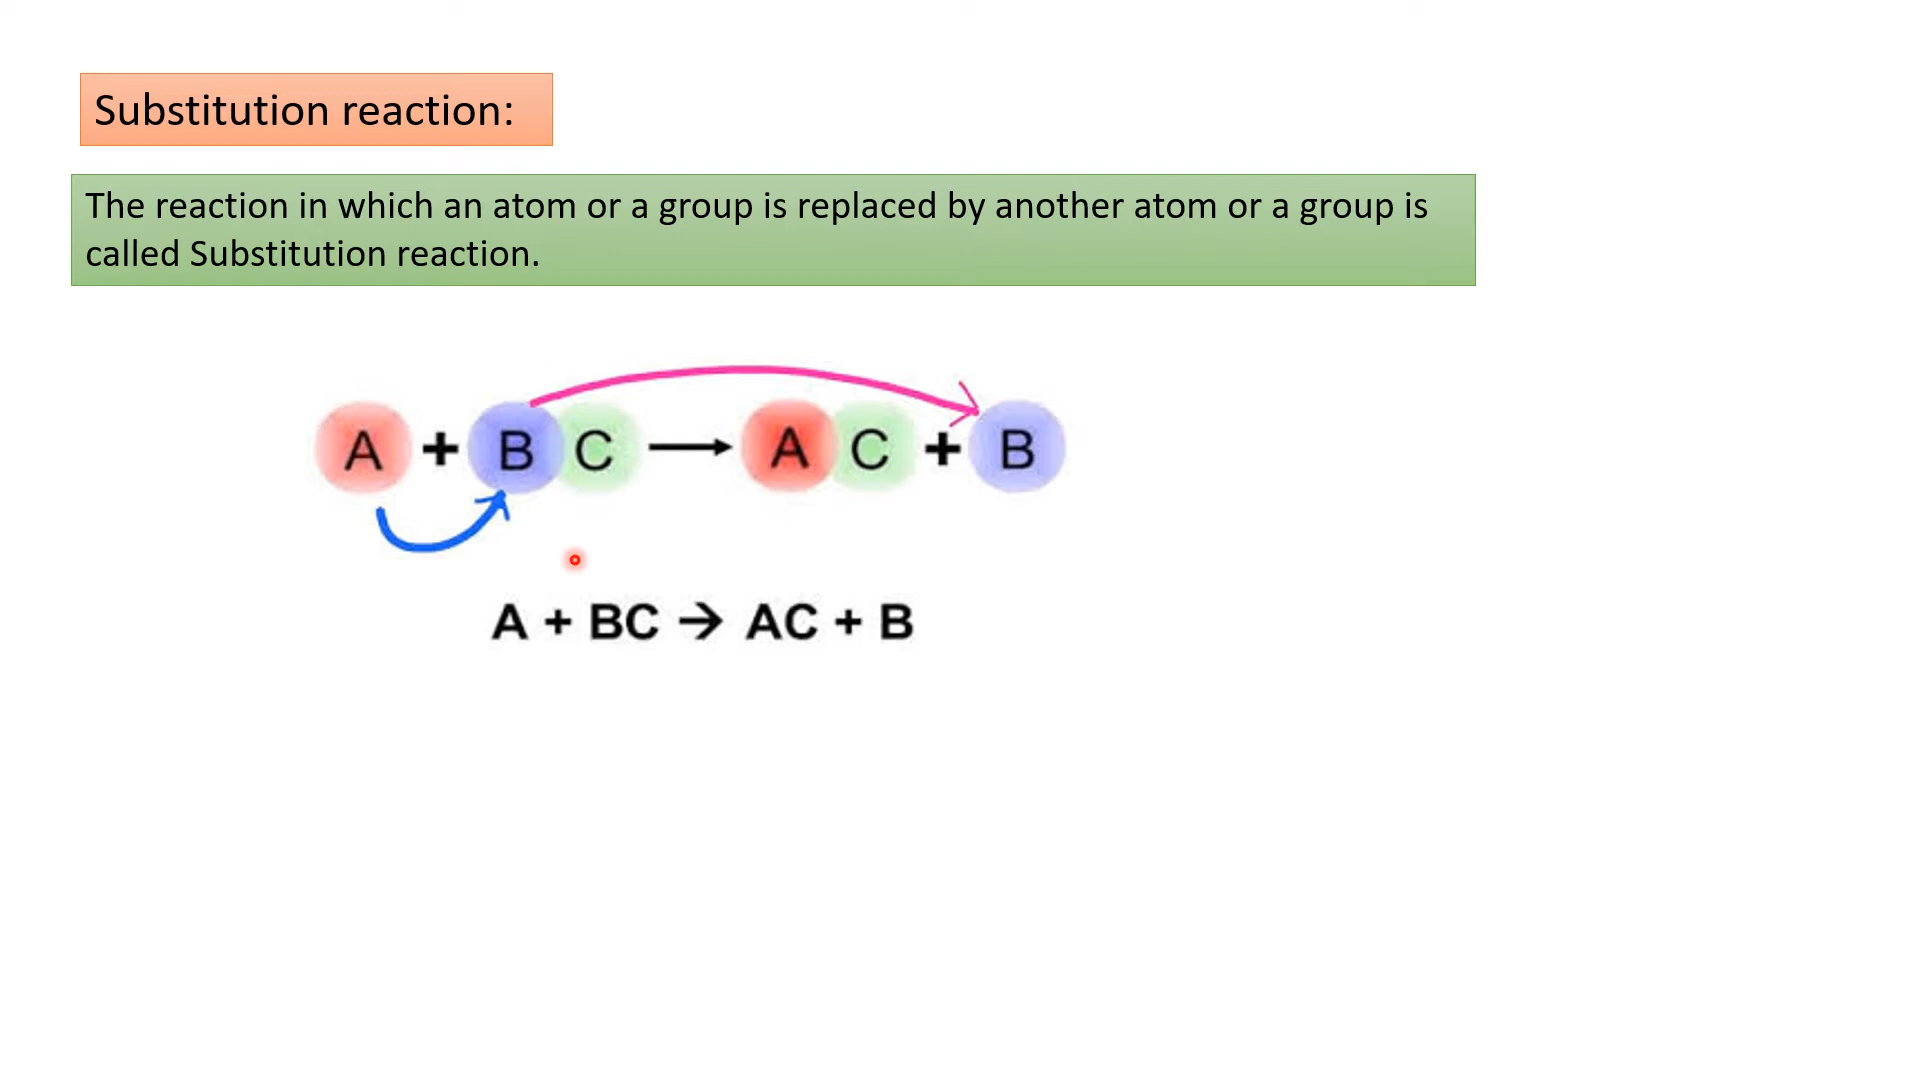 Substitution reaction:
The reaction in which an atom or a group is replaced by another atom or a group is
called Substitution reaction.
A + B C ⟶ A C + B
A + BC → AC + B